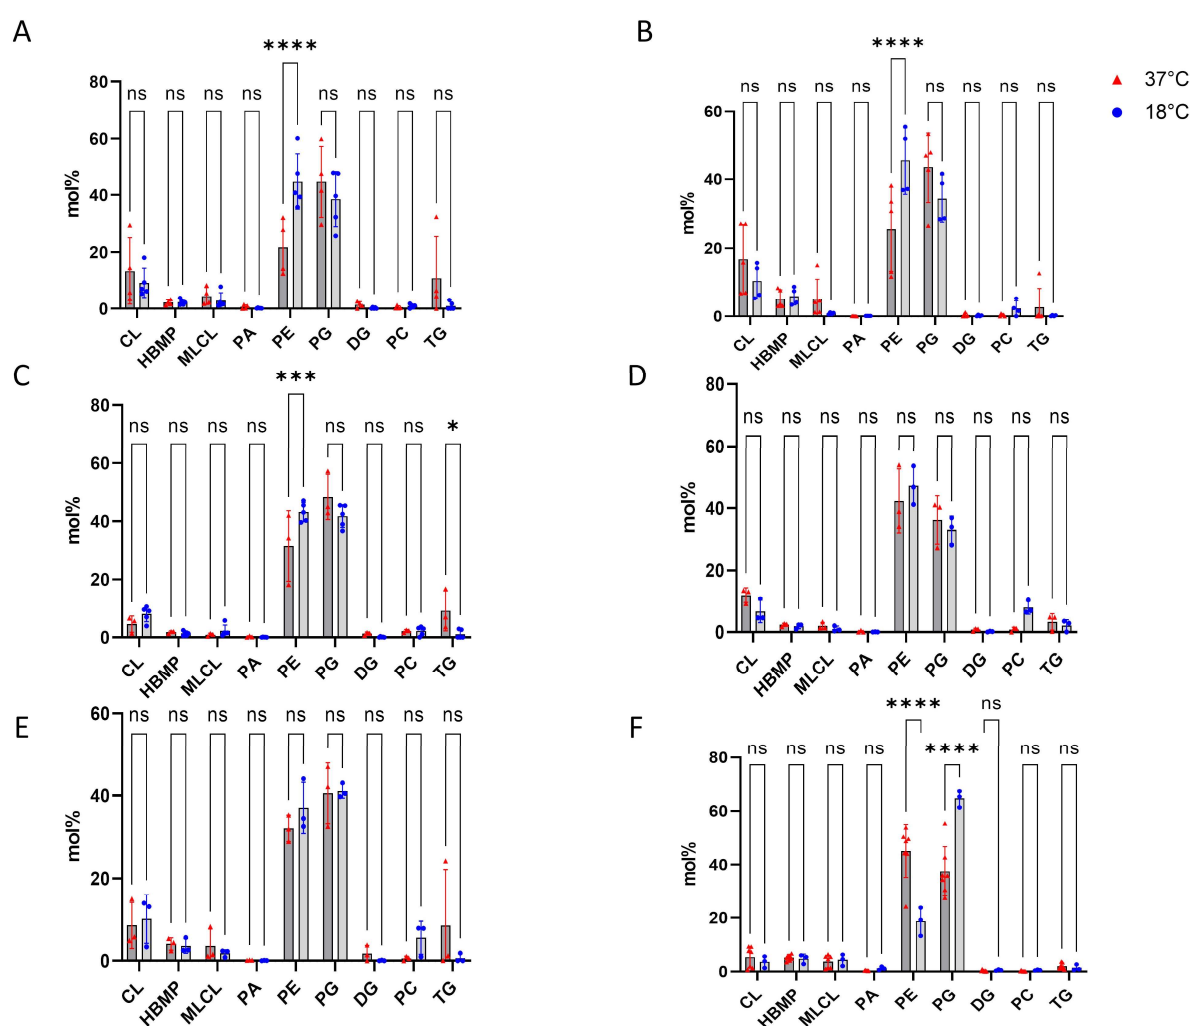 A
****
ns ns ns ns ns ns ns ns
80
60
40
20
0
mol%
CL HBMP MLCL PA PE PG DG PC TG
B
****
ns ns ns ns ns ns ns ns
60
40
20
0
mol%
CL HBMP MLCL PA PE PG DG PC TG
37°C
18°C
C
***
ns ns ns ns ns ns ns *
80
60
40
20
0
mol%
CL HBMP MLCL PA PE PG DG PC TG
D
ns ns ns ns ns ns ns ns ns
80
60
40
20
0
mol%
CL HBMP MLCL PA PE PG DG PC TG
E
ns ns ns ns ns ns ns ns ns
60
40
20
0
mol%
CL HBMP MLCL PA PE PG DG PC TG
F
**** ns
ns ns ns ns **** ns ns
80
60
40
20
0
mol%
CL HBMP MLCL PA PE PG DG PC TG